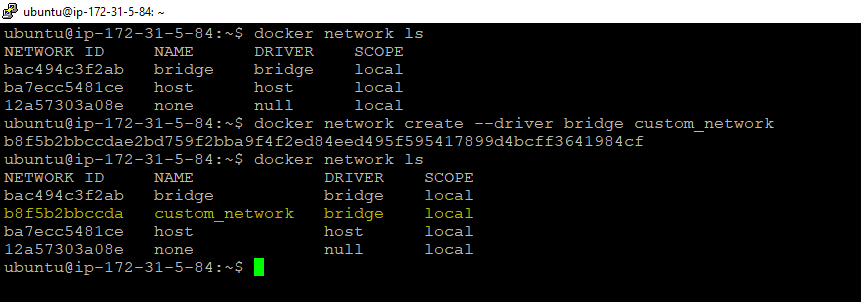 ubuntu@ip-172-31-5-84: ~
ubuntu@ip-172-31-5-84:~$ docker network ls
NETWORK ID     NAME      DRIVER    SCOPE
bac494c3f2ab   bridge    bridge    local
ba7ecc5481ce   host      host      local
12a57303a08e   none      null      local
ubuntu@ip-172-31-5-84:~$ docker network create --driver bridge custom_network
b8f5b2bbccdae2bd759f2bba9f4f2ed84eed495f595417899d4bcff3641984cf
ubuntu@ip-172-31-5-84:~$ docker network ls
NETWORK ID     NAME             DRIVER    SCOPE
bac494c3f2ab   bridge           bridge    local
b8f5b2bbccda   custom_network   bridge    local
ba7ecc5481ce   host             host      local
12a57303a08e   none             null      local
ubuntu@ip-172-31-5-84:~$